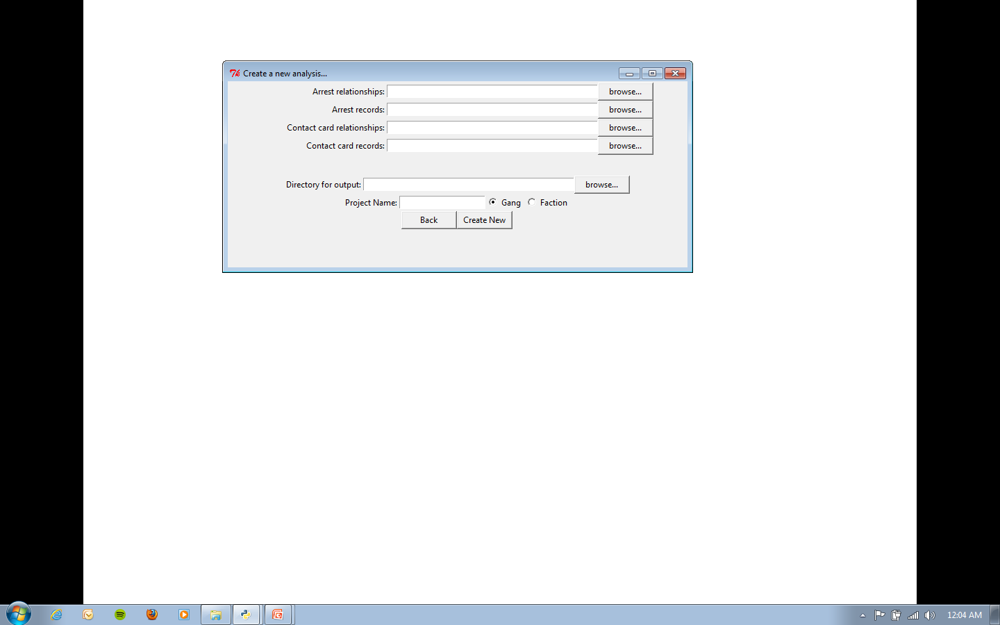 Create a new analysis...
Arrest relationships: browse...
Arrest records: browse...
Contact card relationships: browse...
Contact card records: browse...
Directory for output: browse...
Project Name: Gang Faction
Back Create New
12:04 AM